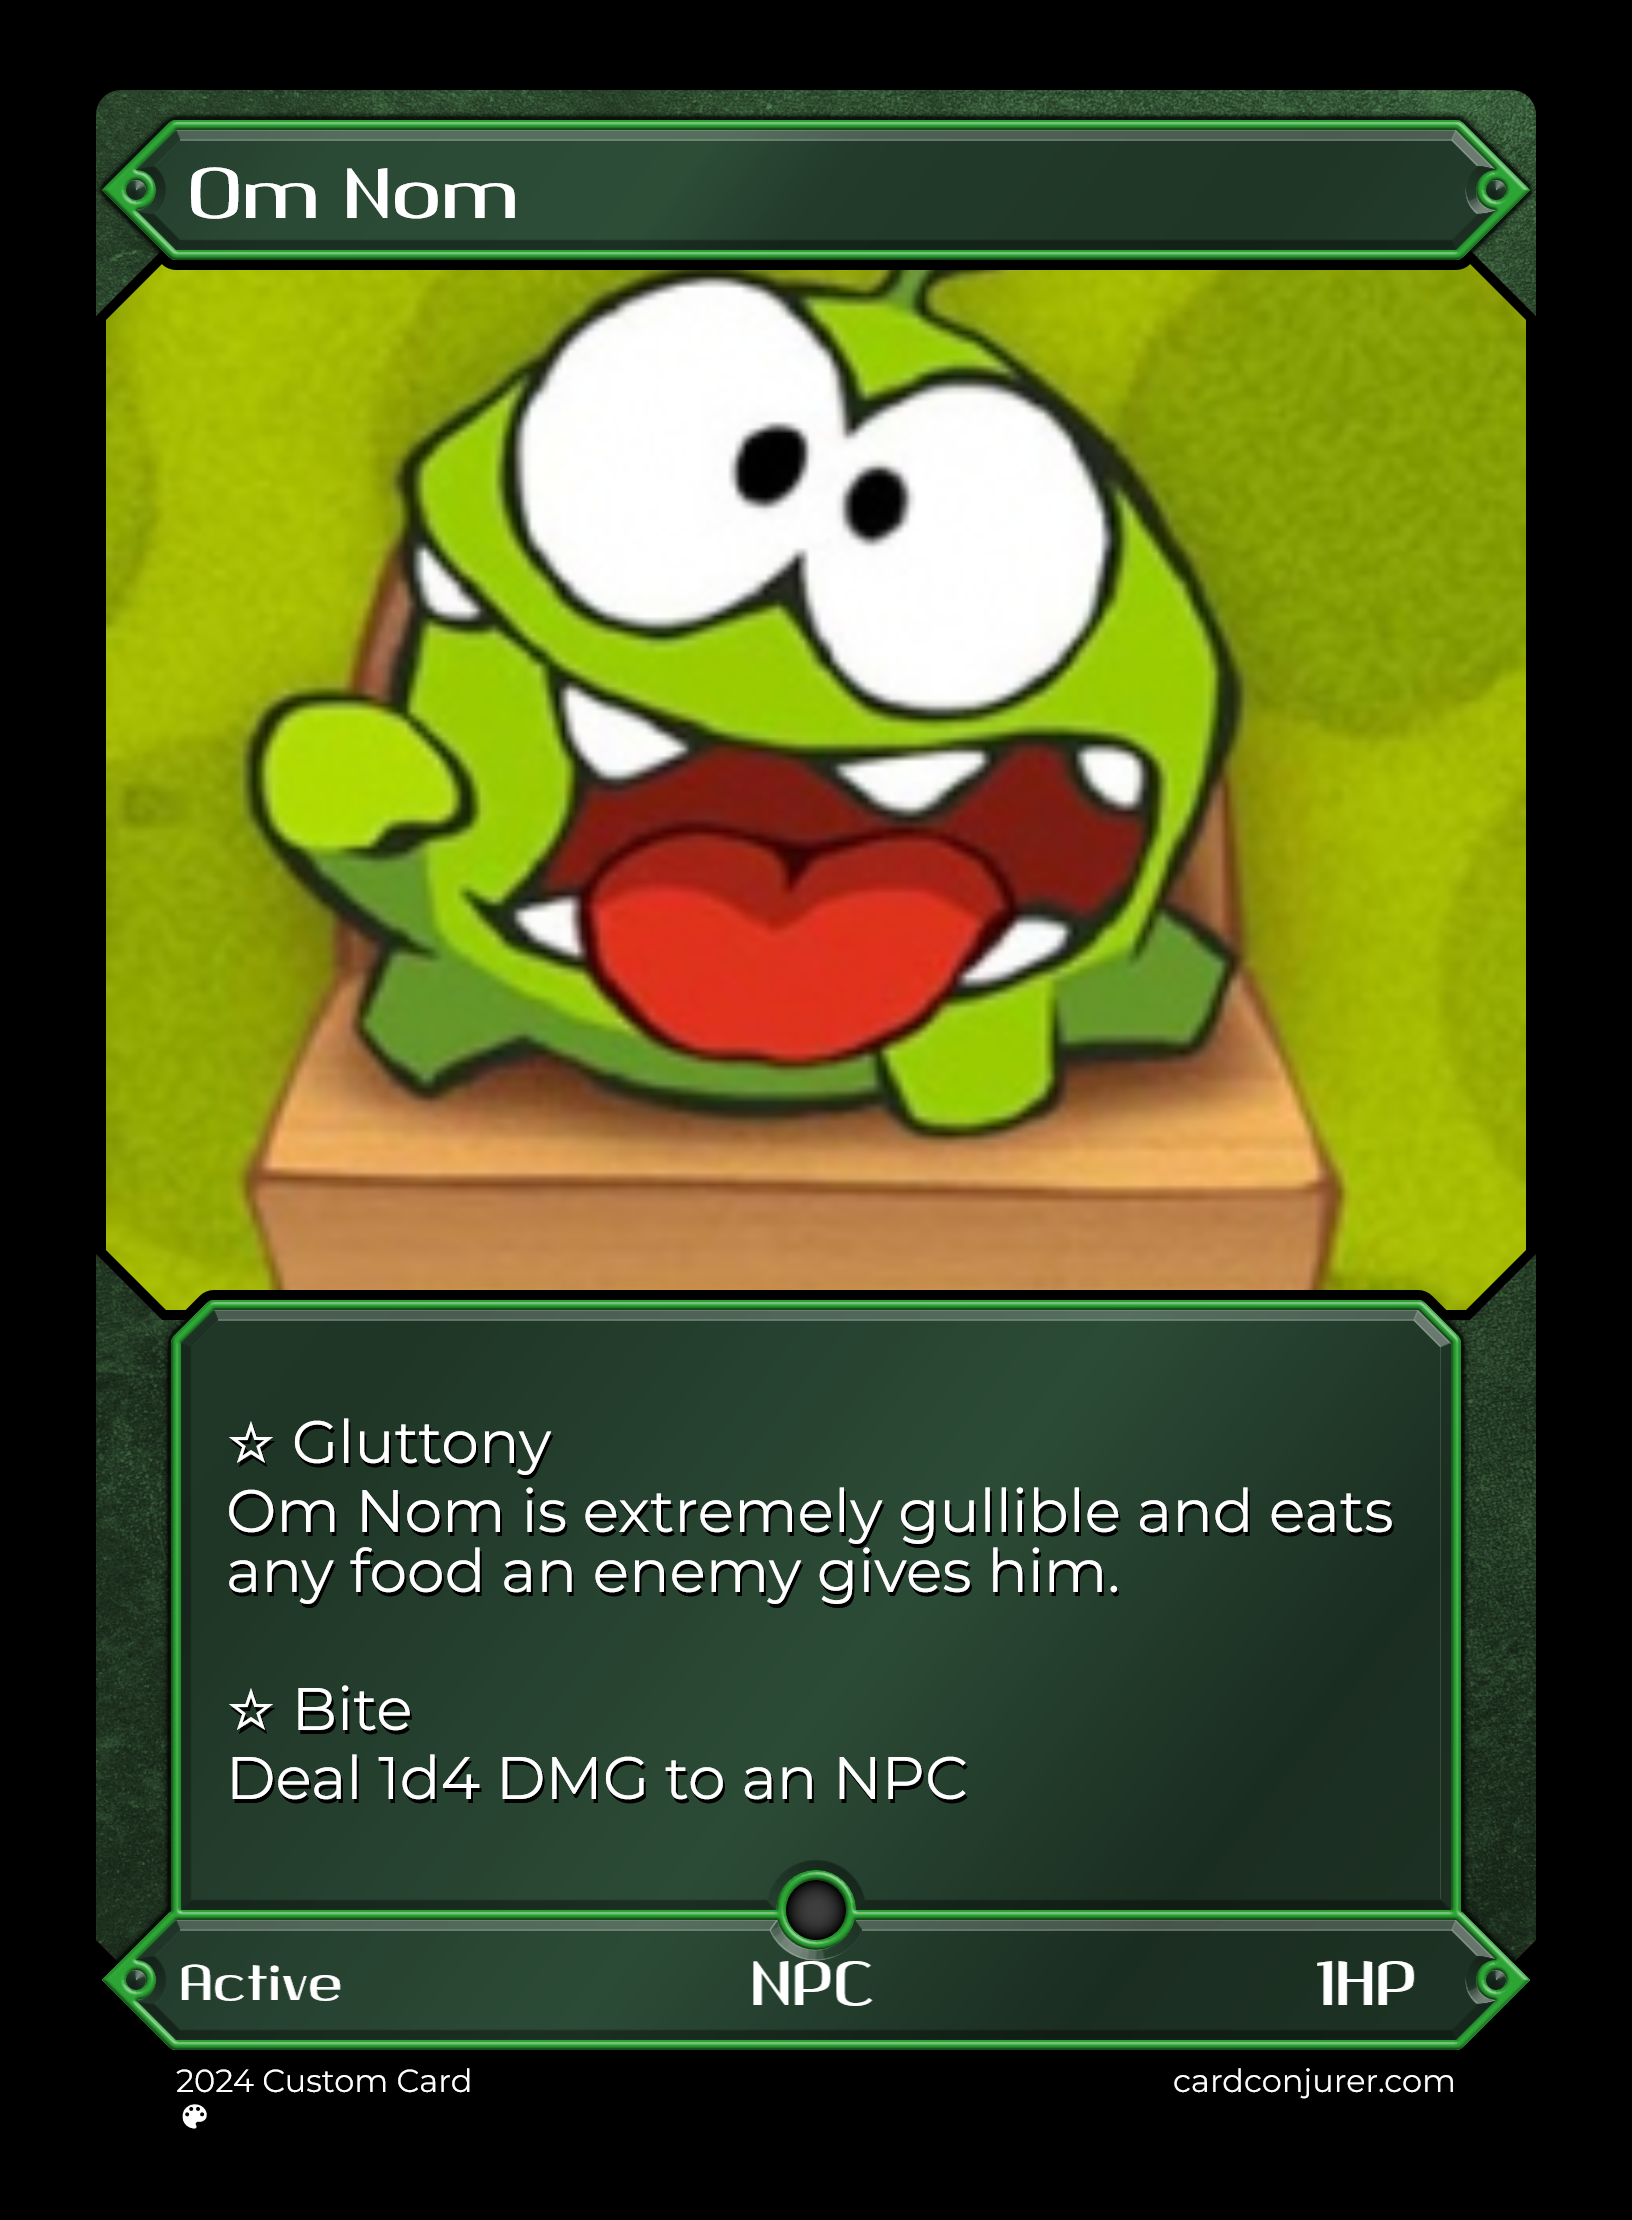 Om Nom
☆ Gluttony
Om Nom is extremely gullible and eats
any food an enemy gives him.
☆ Bite
Deal 1d4 DMG to an NPC
Active
NPC
1HP
2024 Custom Card
cardconjurer.com